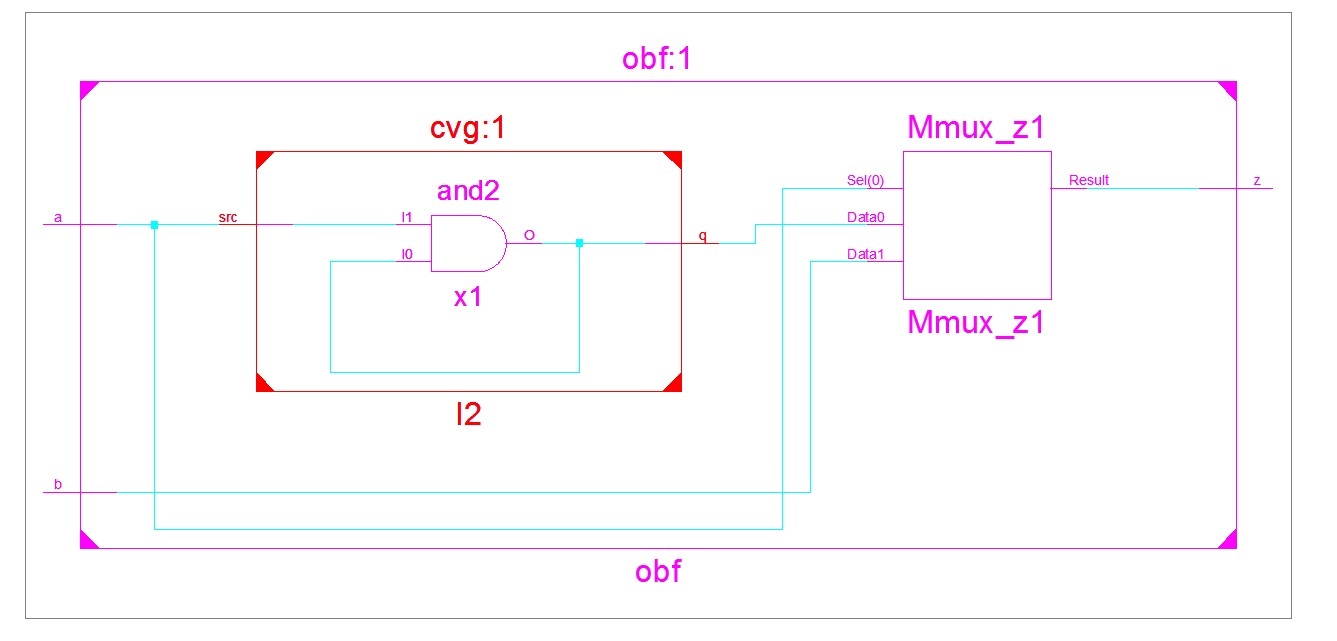 obf:1
cvg:1
Mmux_z1
and2
Sel(0)
Result
z
a
src
I1
O
q
Data0
I0
Data1
x1
Mmux_z1
I2
b
obf